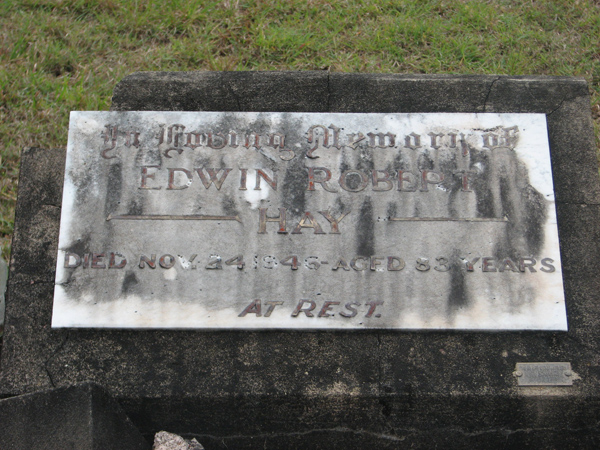 In Loving Memory of
EDWIN ROBERT
HAY
DIED NOV. 24 1946-AGED 83 YEARS
AT REST.